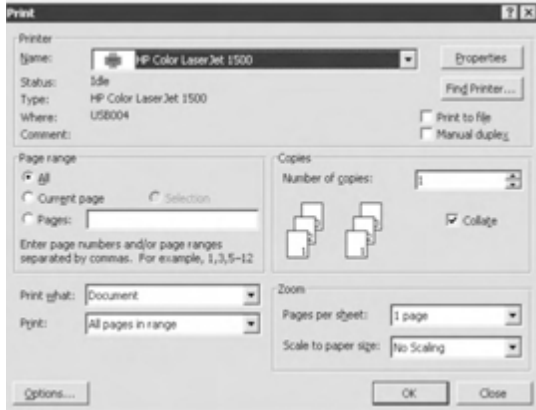 Print
Printer
Name: HP Color LaserJet 1500
Properties
Status: Idle
Find Printer...
Type: HP Color LaserJet 1500
Where: USB004
Print to file
Comment:
Manual duplex
Page range
All
Current page Selection
Pages:
Enter page numbers and/or page ranges
separated by commas. For example, 1,3,5-12
Copies
Number of copies: 1
Collate
Print what: Document
Print: All pages in range
Zoom
Pages per sheet: 1 page
Scale to paper size: No Scaling
Options...
OK Close